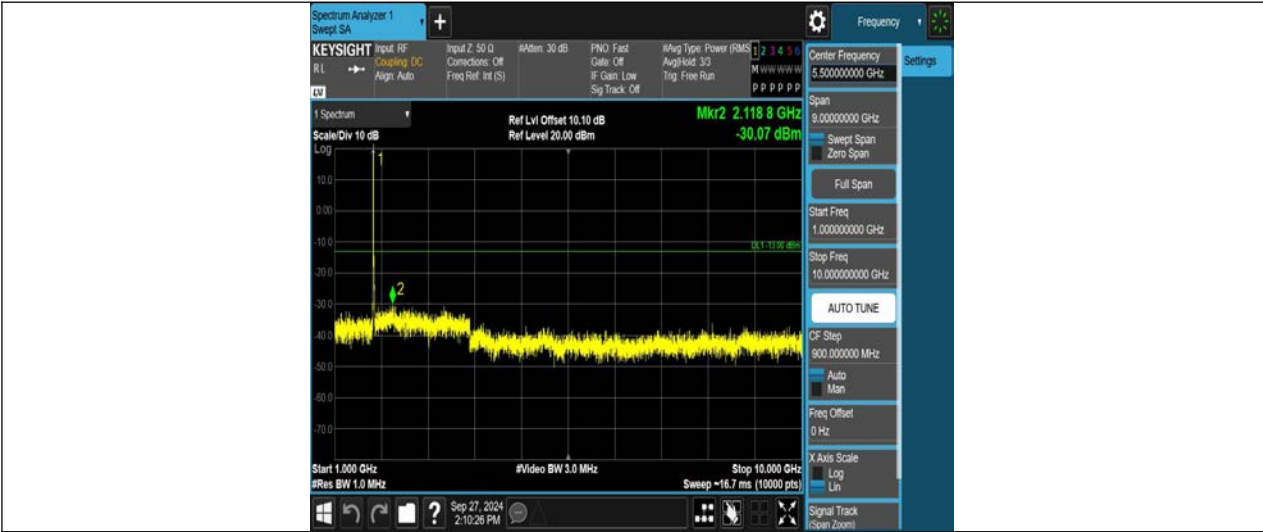 Spectrum Analyzer 1
Swept SA
+
Frequency
KEYSIGHT
RL
LW
Input: RF
Coupling: DC
Align: Auto
Input Z: 50 Ω
Corrections: Off
Freq Ref: Int (S)
#Atten: 30 dB
PNO: Fast
Gate: Off
IF Gain: Low
Sig Track: Off
#Avg Type: Power (RMS
Avg|Hold: 3/3
Trig: Free Run
1 2 3 4 5 6
M W W W W W
P P P P P P
1 Spectrum
Scale/Div 10 dB
Log
Ref Lvl Offset 10.10 dB
Ref Level 20.00 dBm
Mkr2 2.118 8 GHz
-30.07 dBm
1
10.0
0.00
-10.0
DL1 -13.00 dBm
-20.0
2
-30.0
-40.0
-50.0
-60.0
-70.0
Start 1.000 GHz
#Res BW 1.0 MHz
#Video BW 3.0 MHz
Stop 10.000 GHz
Sweep ~16.7 ms (10000 pts)
?
Sep 27, 2024
2:10:26 PM
Center Frequency
5.500000000 GHz
Settings
Span
9.00000000 GHz
Swept Span
Zero Span
Full Span
Start Freq
1.000000000 GHz
Stop Freq
10.000000000 GHz
AUTO TUNE
CF Step
900.000000 MHz
Auto
Man
Freq Offset
0 Hz
X Axis Scale
Log
Lin
Signal Track
(Span Zoom)